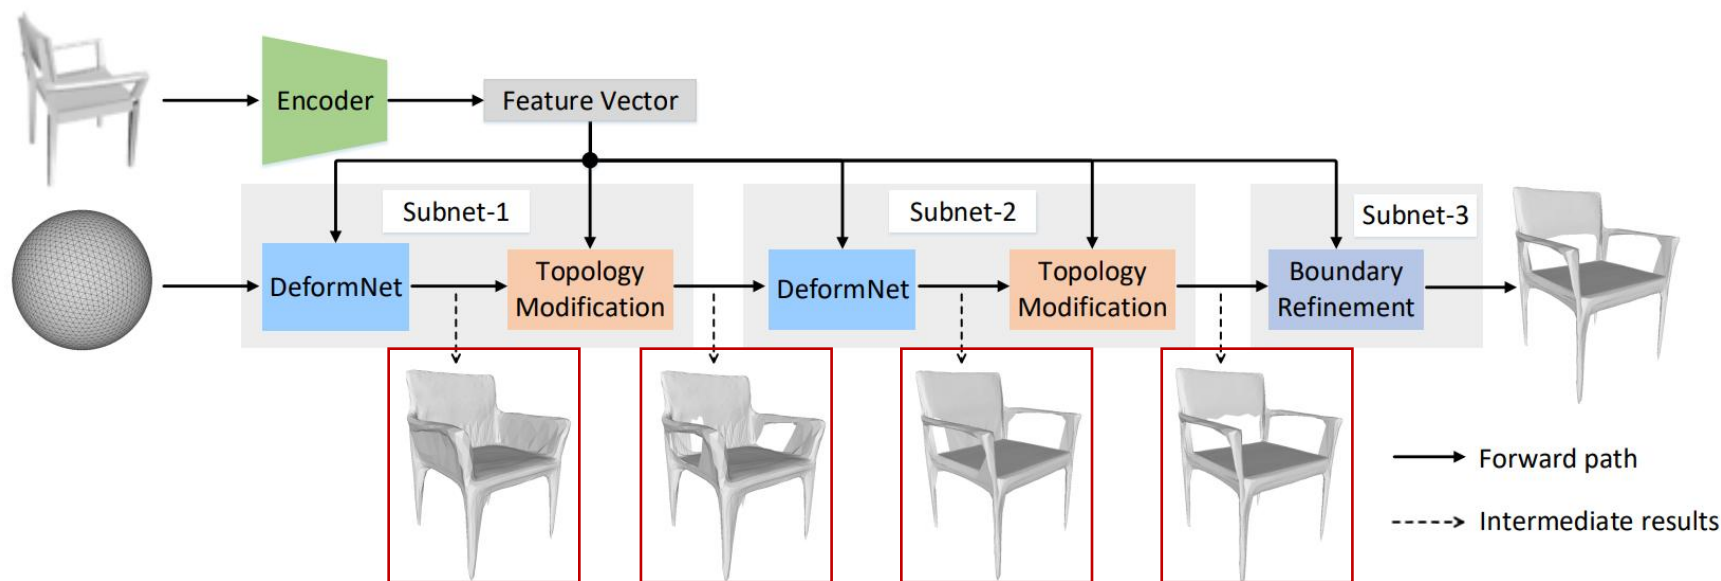 Encoder
Feature Vector
Subnet-1
Subnet-2
Subnet-3
DeformNet
Topology
Modification
DeformNet
Topology
Modification
Boundary
Refinement
Forward path
Intermediate results